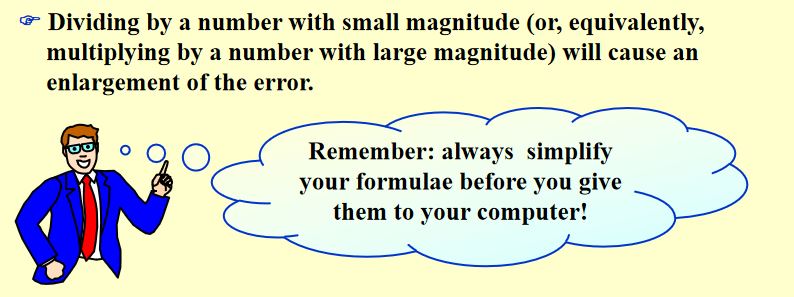 Dividing by a number with small magnitude (or, equivalently,
multiplying by a number with large magnitude) will cause an
enlargement of the error.
Remember: always simplify
your formulae before you give
them to your computer!